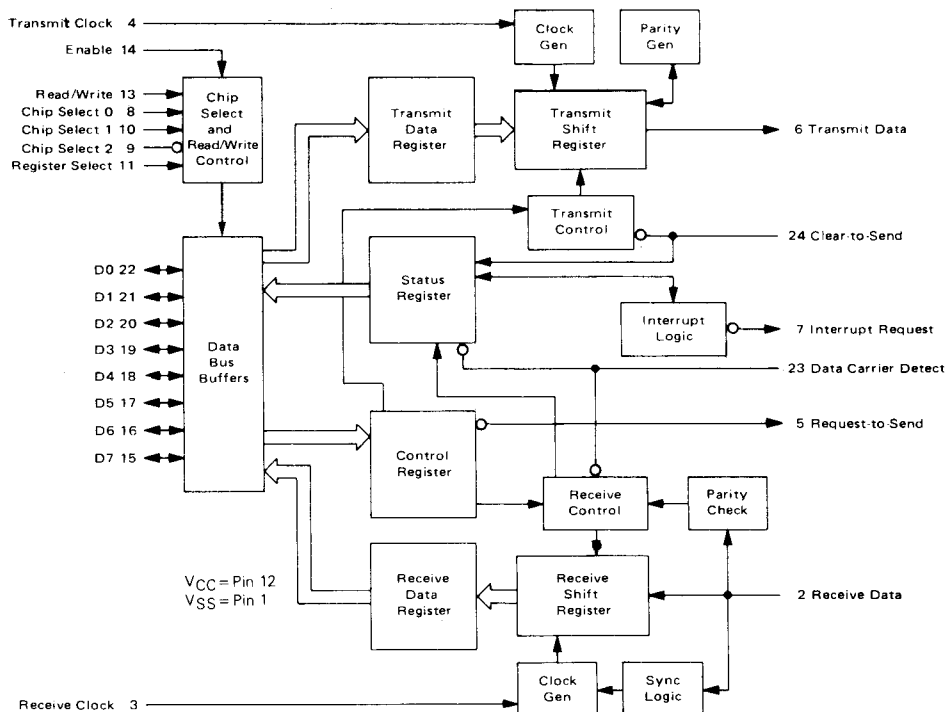 Transmit Clock 4
Clock
Gen
Parity
Gen
Enable 14
Read/Write 13
Chip Select 0 8
Chip Select 1 10
Chip Select 2 9
Register Select 11
Chip
Select
and
Read/Write
Control
Transmit
Data
Register
Transmit
Shift
Register
6 Transmit Data
Transmit
Control
24 Clear-to-Send
D0 22
D1 21
D2 20
D3 19
D4 18
D5 17
D6 16
D7 15
Data
Bus
Buffers
Status
Register
Interrupt
Logic
7 Interrupt Request
23 Data Carrier Detect
5 Request-to-Send
Control
Register
Receive
Control
Parity
Check
VCC = Pin 12
VSS = Pin 1
Receive
Data
Register
Receive
Shift
Register
2 Receive Data
Clock
Gen
Sync
Logic
Receive Clock 3